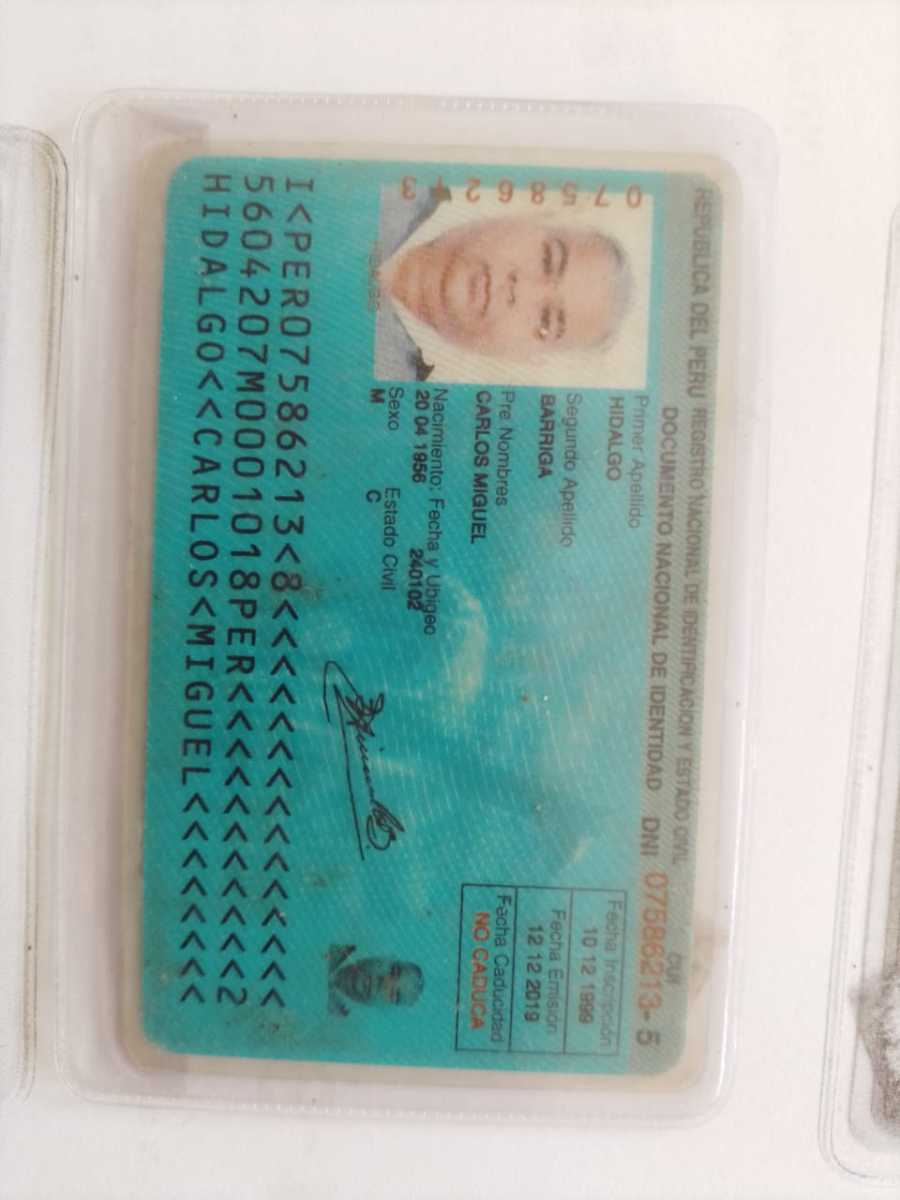 REPUBLICA DEL PERU REGISTRO NACIONAL DE IDENTIFICACION Y ESTADO CIVIL
CUI
DOCUMENTO NACIONAL DE IDENTIDAD DNI 07586213-5
07586213
Primer Apellido
HIDALGO
Segundo Apellido
BARRIGA
Pre Nombres
CARLOS MIGUEL
Nacimiento: Fecha y Ubigeo
20 04 1956 240102
Sexo Estado Civil
M C
Fecha Inscripción
10 12 1999
Fecha Emisión
12 12 2019
Fecha Caducidad
NO CADUCA
I<PER07586213<8<<<<<<<<<<<<<<<
5604207M0001018PER<<<<<<<<<<<2
HIDALGO<<CARLOS<MIGUEL<<<<<<<<